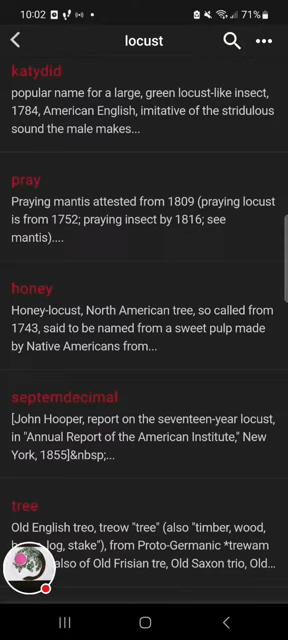 10:02
71%
locust
katydid
popular name for a large, green locust-like insect,
1784, American English, imitative of the stridulous
sound the male makes...
pray
Praying mantis attested from 1809 (praying locust
is from 1752; praying insect by 1816; see
mantis)....
honey
Honey-locust, North American tree, so called from
1743, said to be named from a sweet pulp made
by Native Americans from...
septemdecimal
[John Hooper, report on the seventeen-year locust,
in "Annual Report of the American Institute," New
York, 1855]&nbsp;...
tree
Old English treo, treow "tree" (also "timber, wood,
log, stake"), from Proto-Germanic *trewam
also of Old Frisian tre, Old Saxon trio, Old...